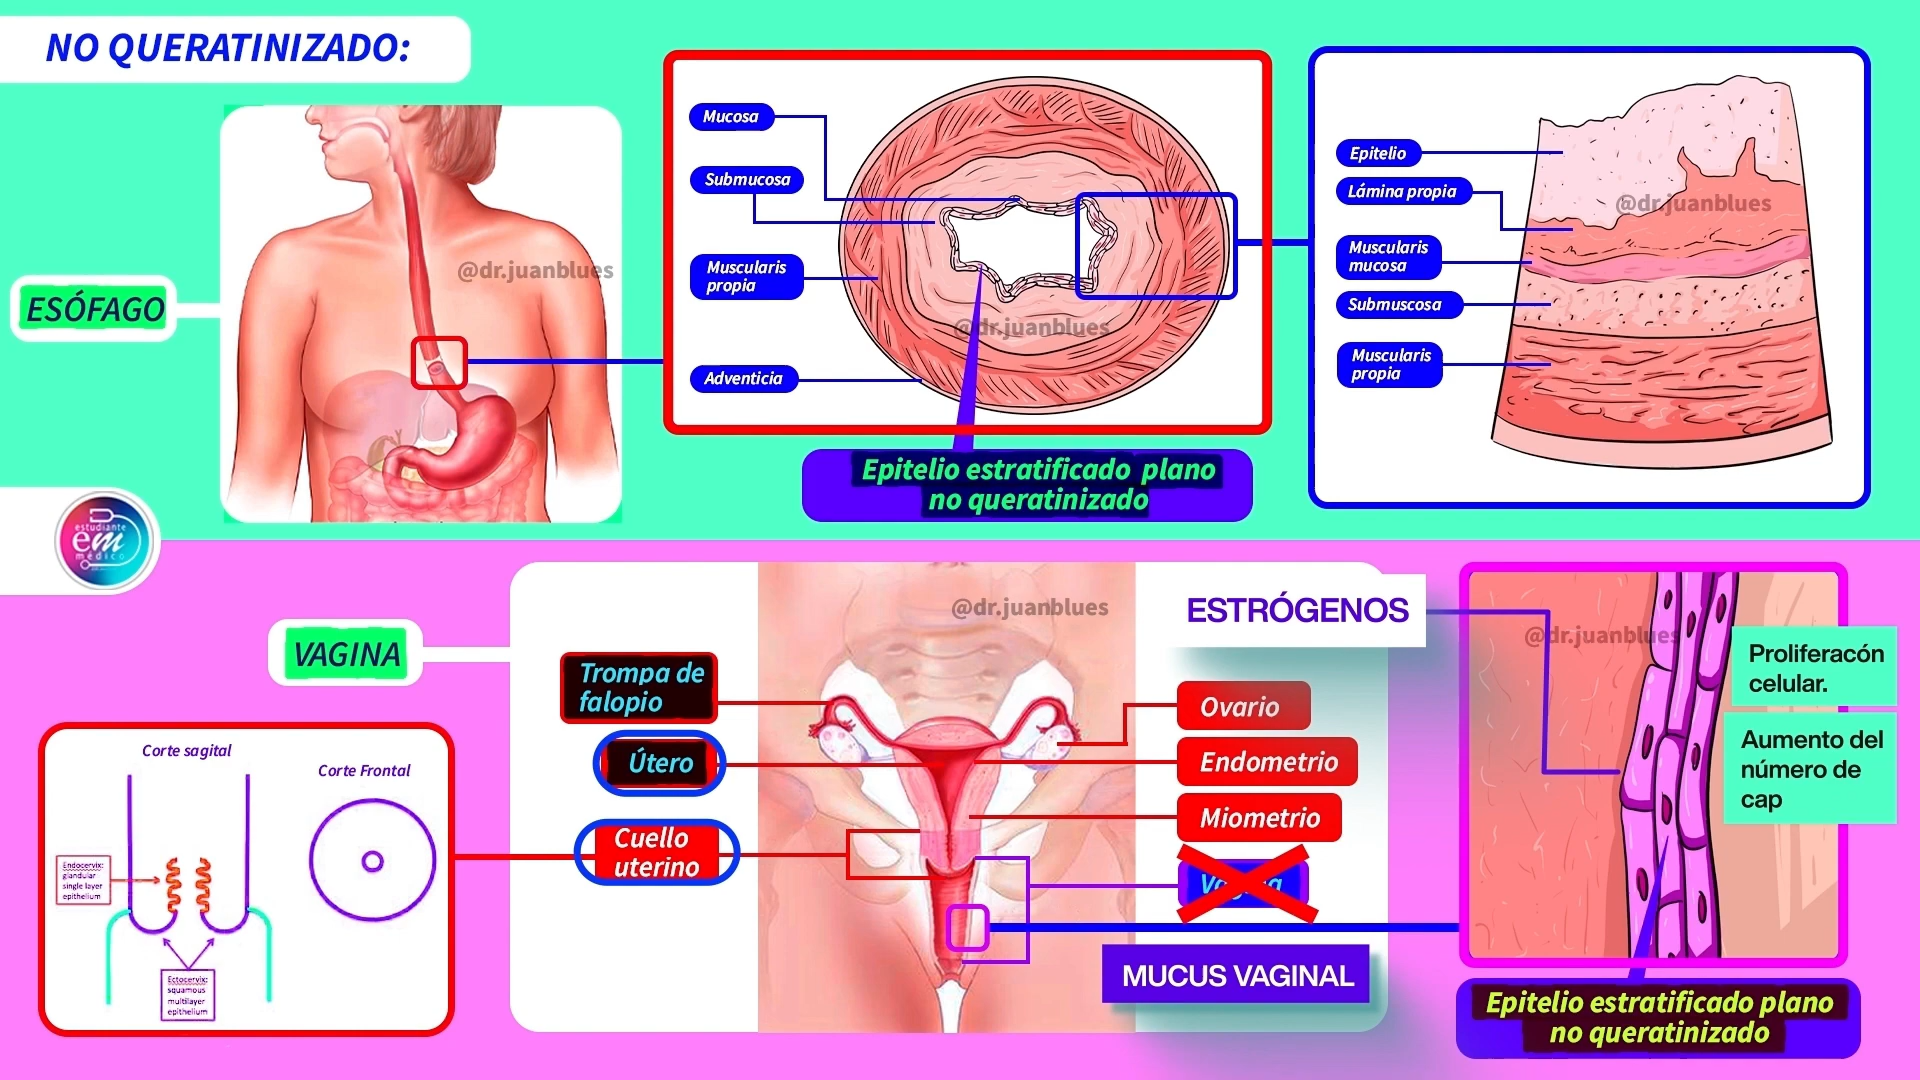 NO QUERATINIZADO:
ESÓFAGO
@dr.juanblues
Mucosa
Submucosa
Muscularis
propia
Adventicia
@dr.juanblues
Epitelio estratificado plano
no queratinizado
Epitelio
Lámina propia
Muscularis
mucosa
Submuscosa
Muscularis
propia
@dr.juanblues
estudiante
em
médico
VAGINA
Corte sagital
Corte Frontal
Endocervix:
glandular
single layer
epithelium
Ectocervix:
squamous
multilayer
epithelium
Trompa de
falopio
Útero
Cuello
uterino
@dr.juanblues
ESTRÓGENOS
Ovario
Endometrio
Miometrio
MUCUS VAGINAL
@dr.juanblues
Proliferacón
celular.
Aumento del
número de
cap
Epitelio estratificado plano
no queratinizado